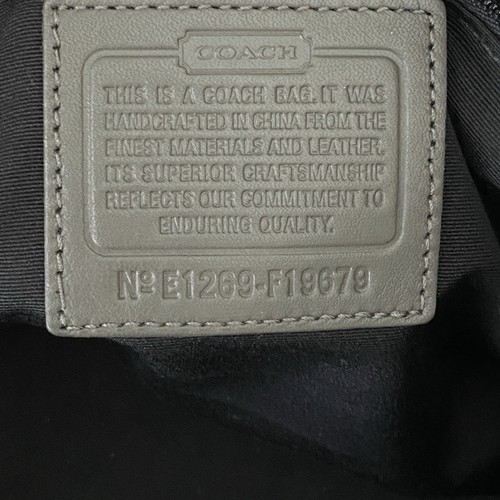 COACH
THIS IS A COACH BAG. IT WAS
HANDCRAFTED IN CHINA FROM THE
FINEST MATERIALS AND LEATHER.
ITS SUPERIOR CRAFTSMANSHIP
REFLECTS OUR COMMITMENT TO
ENDURING QUALITY.
Nº E1269-F19679